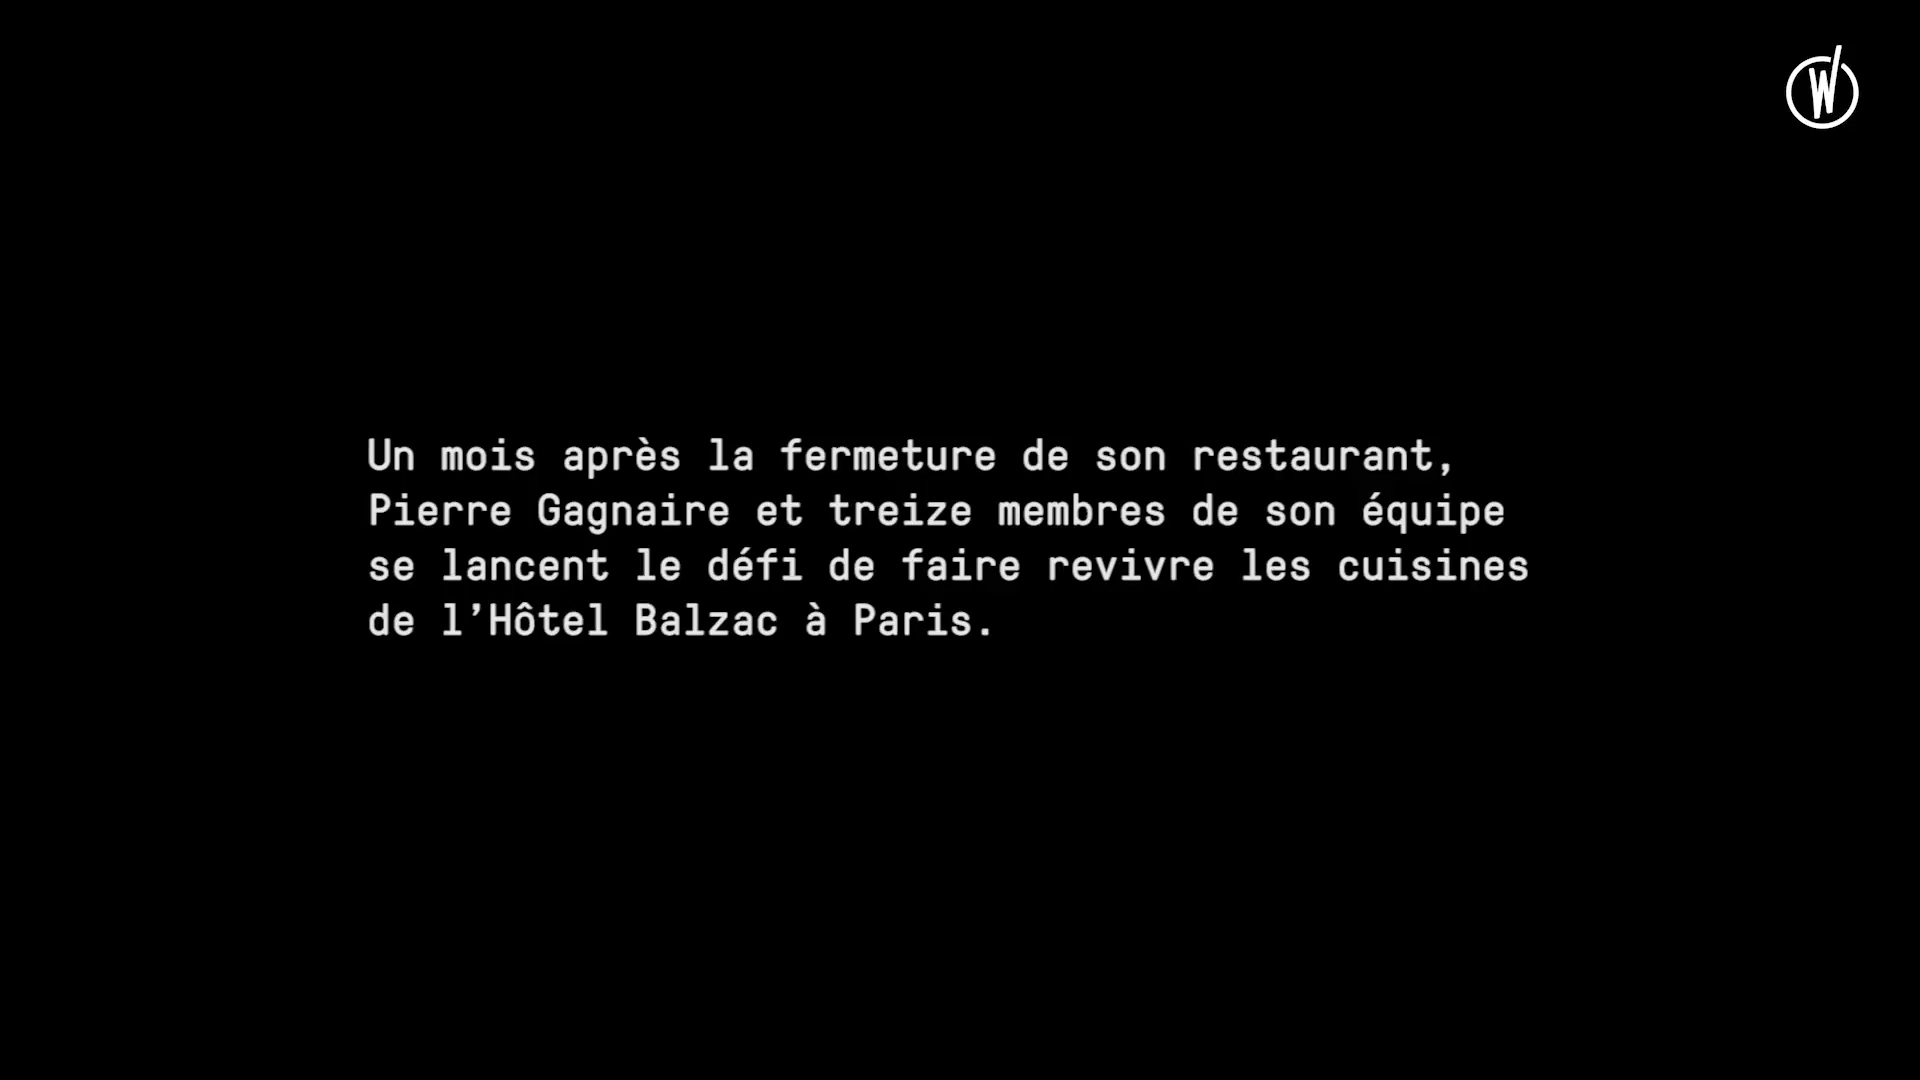 W
Un mois après la fermeture de son restaurant,
Pierre Gagnaire et treize membres de son équipe
se lancent le défi de faire revivre les cuisines
de l’Hôtel Balzac à Paris.